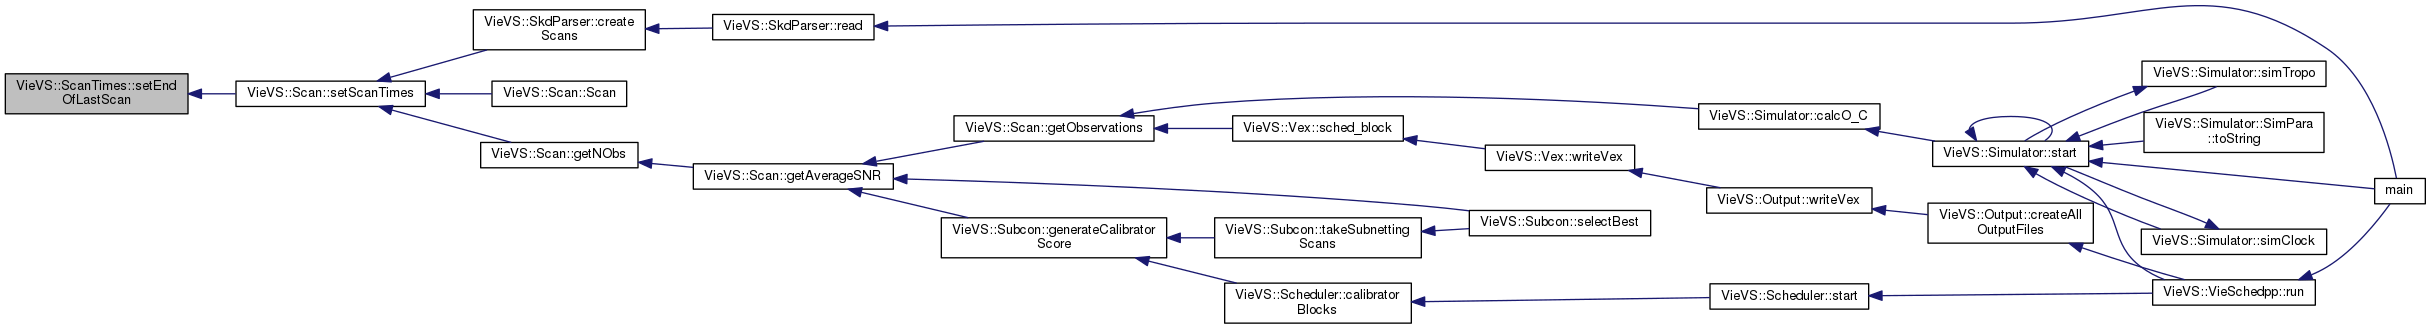 VieVS::ScanTimes::setEnd
OfLastScan
VieVS::Scan::setScanTimes
VieVS::SkdParser::create
Scans
VieVS::SkdParser::read
VieVS::Scan::Scan
VieVS::Scan::getNObs
VieVS::Scan::getAverageSNR
VieVS::Scan::getObservations
VieVS::Vex::sched_block
VieVS::Vex::writeVex
VieVS::Output::writeVex
VieVS::Output::createAll
OutputFiles
VieVS::Simulator::calcO_C
VieVS::Simulator::start
VieVS::Simulator::simTropo
VieVS::Simulator::SimPara
::toString
VieVS::Simulator::simClock
VieVS::VieSchedpp::run
main
VieVS::Subcon::generateCalibrator
Score
VieVS::Subcon::takeSubnetting
Scans
VieVS::Subcon::selectBest
VieVS::Scheduler::calibrator
Blocks
VieVS::Scheduler::start